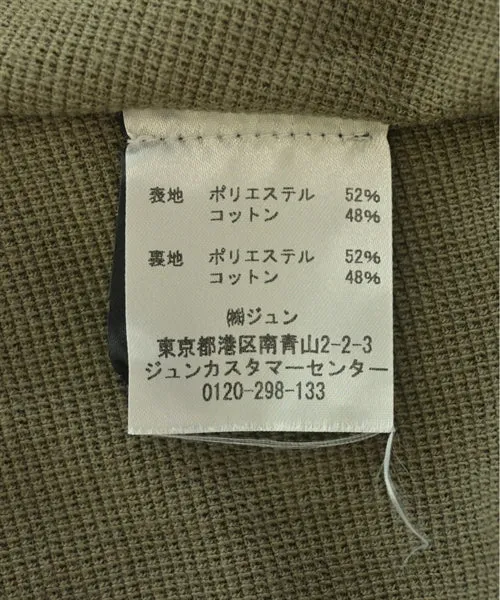 表地 ポリエステル 52%
コットン 48%
裏地 ポリエステル 52%
コットン 48%
㈱ジュン
東京都港区南青山2-2-3
ジュンカスタマーセンター
0120-298-133